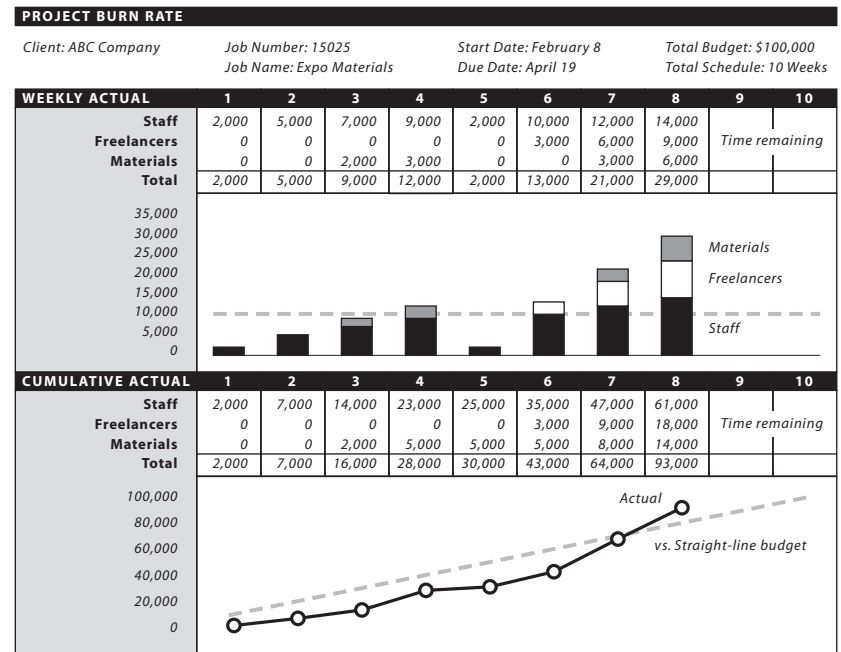 PROJECT BURN RATE
Client: ABC Company Job Number: 15025 Start Date: February 8 Total Budget: $100,000
Job Name: Expo Materials Due Date: April 19 Total Schedule: 10 Weeks
WEEKLY ACTUAL 1 2 3 4 5 6 7 8 9 10
Staff 2,000 5,000 7,000 9,000 2,000 10,000 12,000 14,000
Freelancers 0 0 0 0 0 3,000 6,000 9,000 Time remaining
Materials 0 0 2,000 3,000 0 0 3,000 6,000
Total 2,000 5,000 9,000 12,000 2,000 13,000 21,000 29,000
35,000
30,000
25,000
20,000
15,000
10,000
5,000
0
Materials
Freelancers
Staff
CUMULATIVE ACTUAL 1 2 3 4 5 6 7 8 9 10
Staff 2,000 7,000 14,000 23,000 25,000 35,000 47,000 61,000
Freelancers 0 0 0 0 0 3,000 9,000 18,000 Time remaining
Materials 0 0 2,000 5,000 5,000 5,000 8,000 14,000
Total 2,000 7,000 16,000 28,000 30,000 43,000 64,000 93,000
100,000
80,000
60,000
40,000
20,000
0
Actual
vs. Straight-line budget